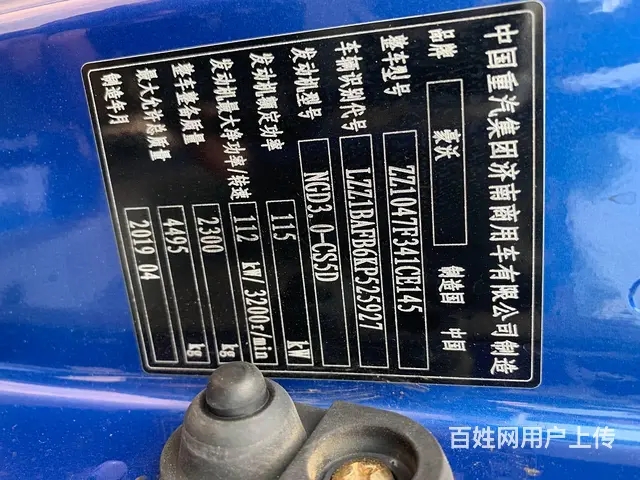 中国重汽集团济南商用车有限公司制造
品牌 豪沃 制造国 中国
整车型号 ZZ1047F341CE145
车辆识别代号 LZZ1BAFB6KP525927
发动机型号 NGD3.0-CS5D
发动机额定功率 115 kW
发动机最大净功率/转速 112 kW/ 3200r/min
整车整备质量 2300 kg
最大允许总质量 4495 kg
制造年月 2019 04
百姓网用户上传